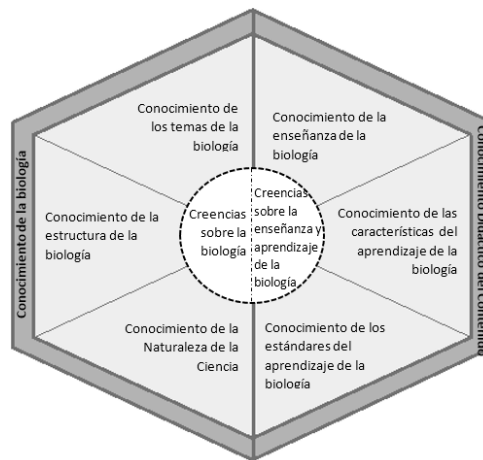 Conocimiento de
los temas de la
biología
Conocimiento de la
enseñanza de la
biología
Conocimiento de la biología
Conocimiento de la
estructura de la
biología
Creencias
sobre la
biología
Creencias
sobre la
enseñanza y
aprendizaje
de la
biología
Conocimiento de las
características del
aprendizaje de la
biología
Conocimiento Didáctico del Contenido
Conocimiento de la
Naturaleza de la
Ciencia
Conocimiento de los
estándares del
aprendizaje de la
biología